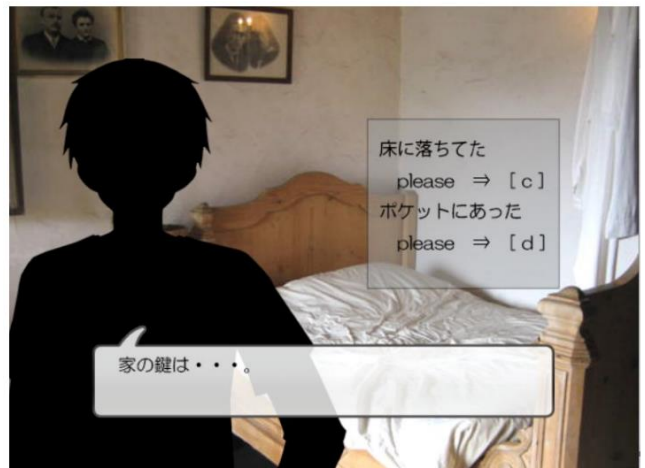 床に落ちてた
please ⇒ [ c ]
ポケットにあった
please ⇒ [ d ]
家の鍵は・・・。